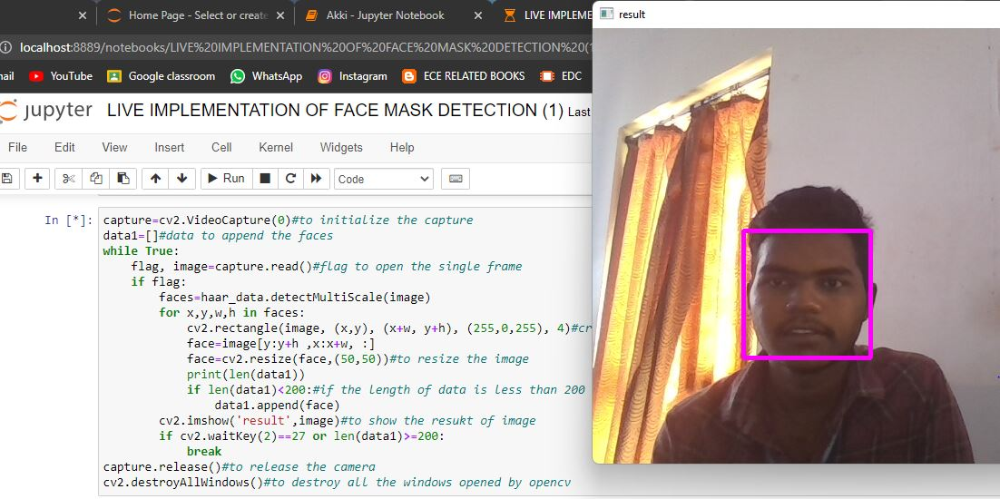 Home Page - Select or create
Akki - Jupyter Notebook
LIVE IMPLEME
result
localhost:8889/notebooks/LIVE%20IMPLEMENTATION%20OF%20FACE%20MASK%20DETECTION%20(1
nail
YouTube
Google classroom
WhatsApp
Instagram
ECE RELATED BOOKS
EDC
jupyter
LIVE IMPLEMENTATION OF FACE MASK DETECTION (1) Last
File
Edit
View
Insert
Cell
Kernel
Widgets
Help
Run
Code
In [*]:
capture=cv2.VideoCapture(0)#to initialize the capture
data1=[]#data to append the faces
while True:
    flag, image=capture.read()#flag to open the single frame
    if flag:
        faces=haar_data.detectMultiScale(image)
        for x,y,w,h in faces:
            cv2.rectangle(image, (x,y), (x+w, y+h), (255,0,255), 4)#cr
            face=image[y:y+h ,x:x+w, :]
            face=cv2.resize(face,(50,50))#to resize the image
            print(len(data1))
            if len(data1)<200:#if the length of data is less than 200
                data1.append(face)
        cv2.imshow('result',image)#to show the resukt of image
        if cv2.waitKey(2)==27 or len(data1)>=200:
            break
capture.release()#to release the camera
cv2.destroyAllWindows()#to destroy all the windows opened by opencv